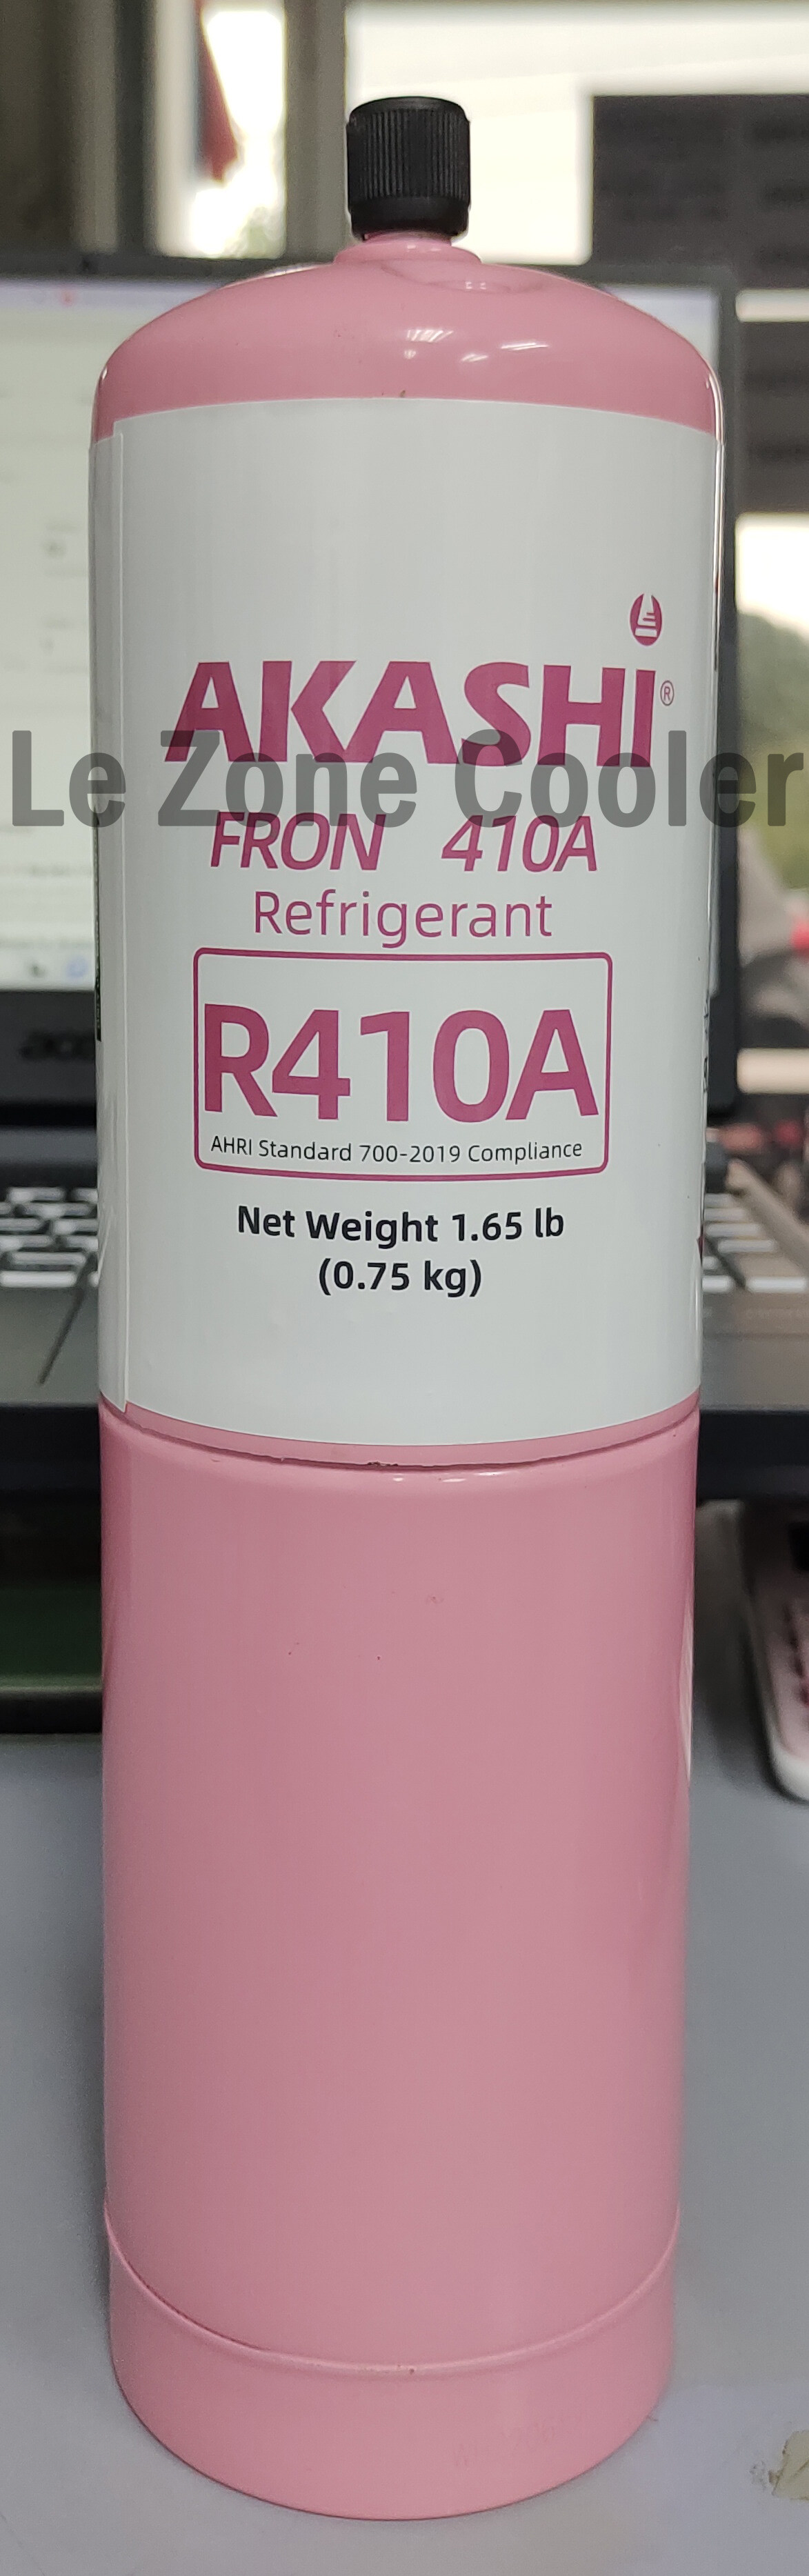 AKASHI®
Le Zone Cooler
FRON 410A
Refrigerant
R410A
AHRI Standard 700-2019 Compliance
Net Weight 1.65 lb
(0.75 kg)